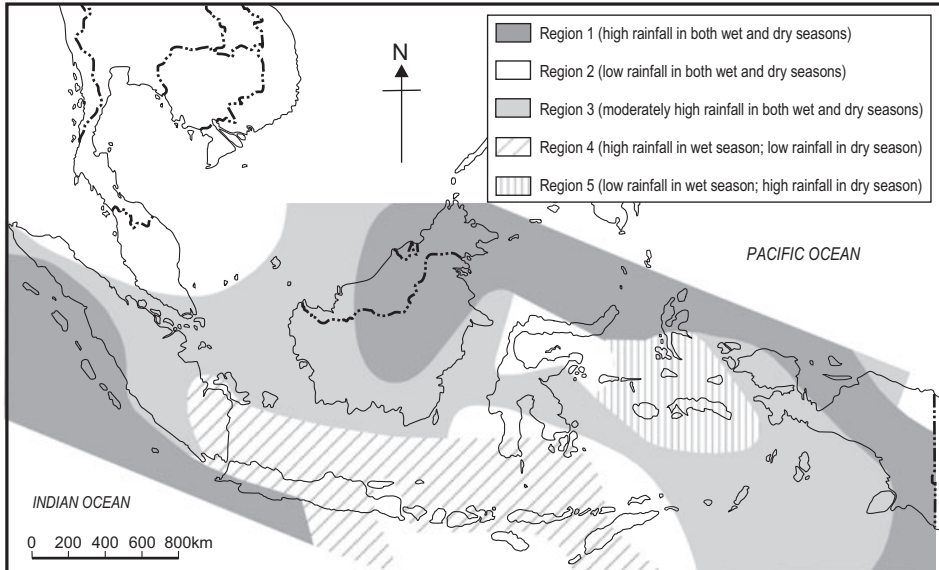 Region 1 (high rainfall in both wet and dry seasons)
N
Region 2 (low rainfall in both wet and dry seasons)
Region 3 (moderately high rainfall in both wet and dry seasons)
Region 4 (high rainfall in wet season; low rainfall in dry season)
Region 5 (low rainfall in wet season; high rainfall in dry season)
PACIFIC OCEAN
INDIAN OCEAN
0 200 400 600 800km